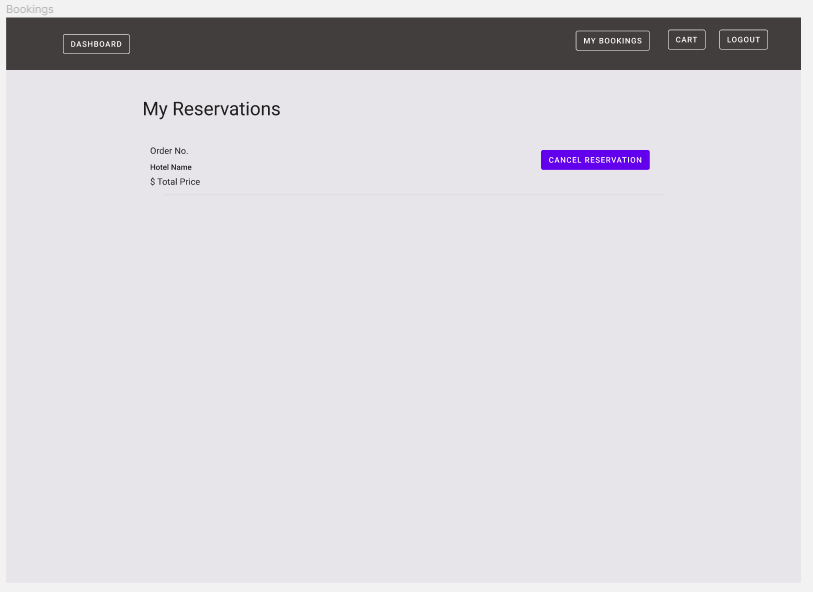 Bookings
DASHBOARD
MY BOOKINGS
CART
LOGOUT
My Reservations
Order No.
Hotel Name
$ Total Price
CANCEL RESERVATION